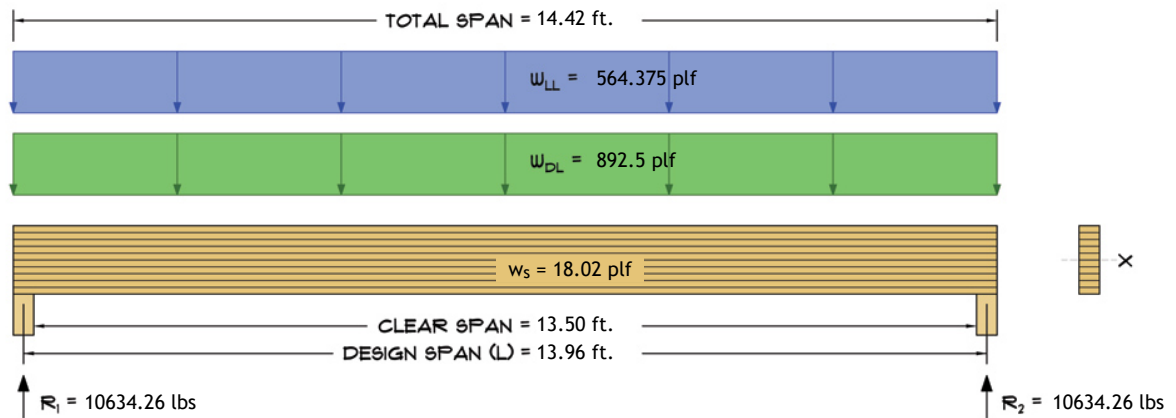 TOTAL SPAN = 14.42 ft.
wLL = 564.375 plf
wDL = 892.5 plf
ws = 18.02 plf
X
CLEAR SPAN = 13.50 ft.
DESIGN SPAN (L) = 13.96 ft.
R1 = 10634.26 lbs
R2 = 10634.26 lbs